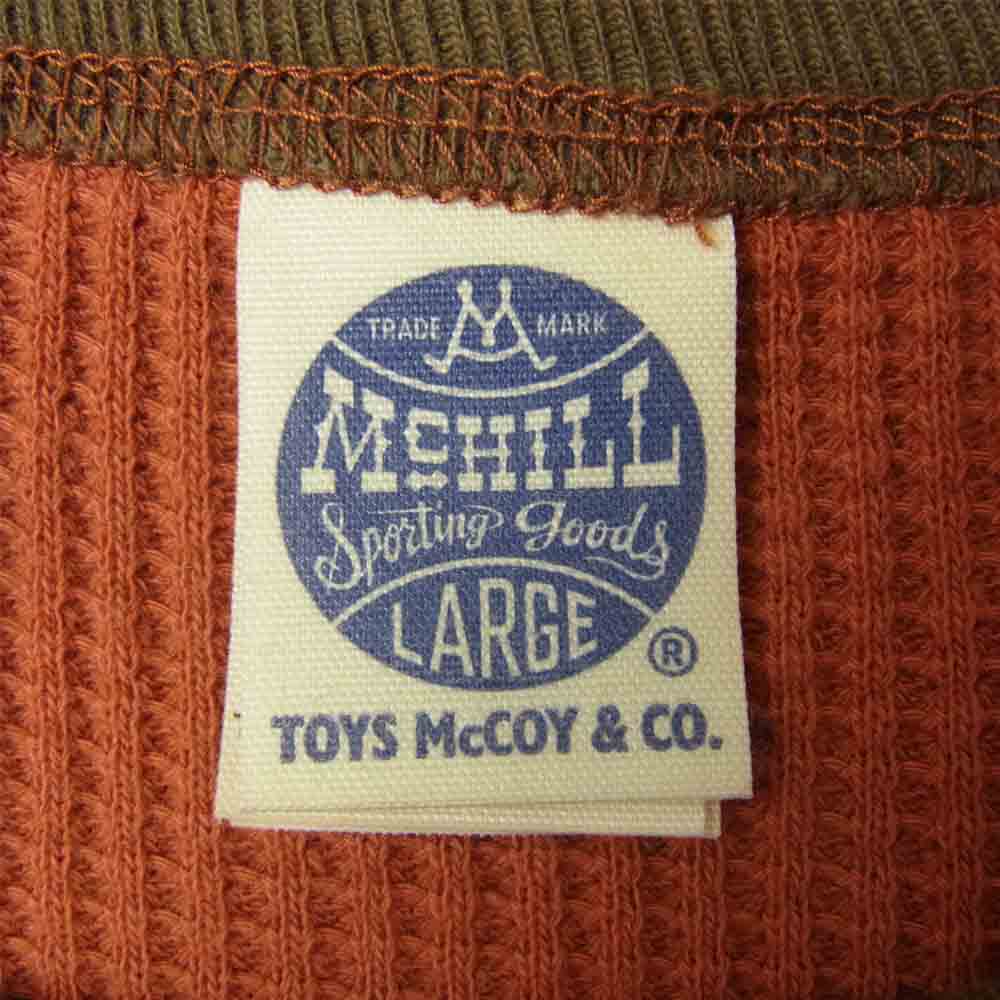 TRADE M MARK
McHILL
Sporting Goods
LARGE
®
TOYS McCOY & CO.